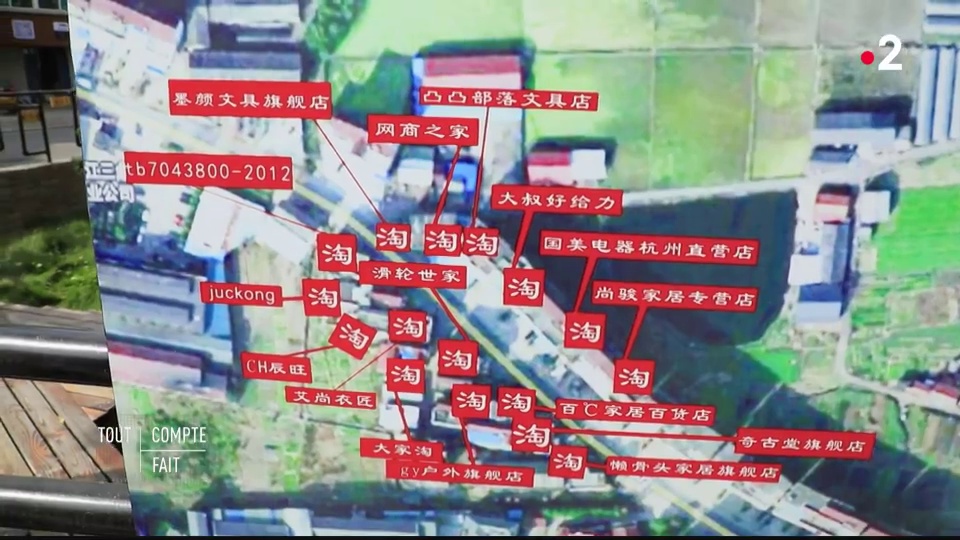 2
墨颜文具旗舰店
凸凸部落文具店
网商之家
江三
tb7043800-2012
业公司
大叔好给力
国美电器杭州直营店
淘
淘
淘
淘
滑轮世家
淘
尚骏家居专营店
juckong
淘
淘
淘
淘
淘
CH辰旺
淘
淘
艾尚衣匠
淘
淘
百℃家居百货店
TOUT COMPTE
FAIT
淘
奇古堂旗舰店
大家淘
淘
懒骨头家居旗舰店
gy户外旗舰店